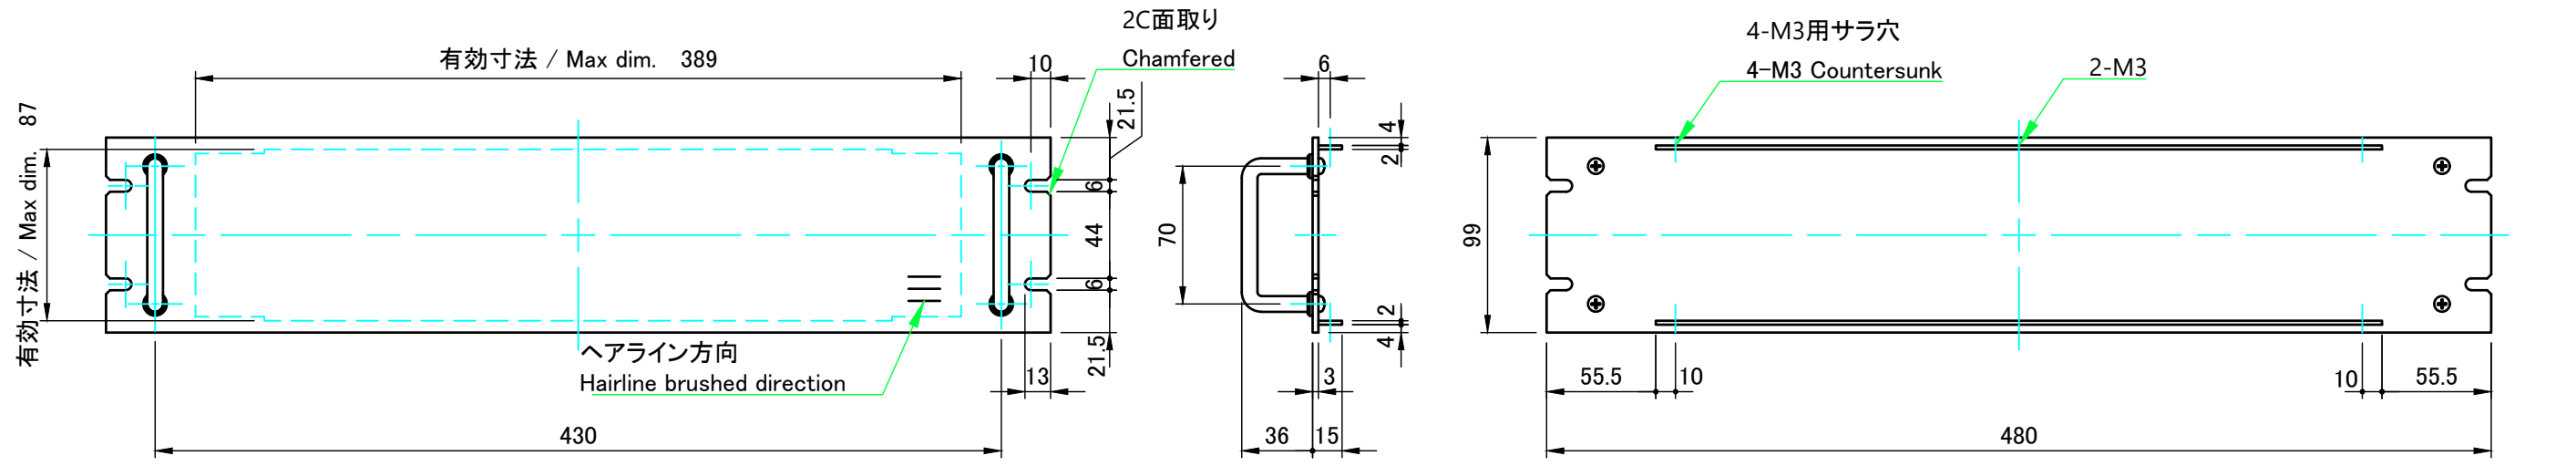 有効寸法 / Max dim. 389
10
2C面取り
Chamfered
21.5
有効寸法 / Max dim. 87
6
44
6
21.5
13
ヘアライン方向
Hairline brushed direction
430
6
4
2
70
2
4
3
36
15
4-M3用サラ穴
4-M3 Countersunk
2-M3
99
55.5
10
10
55.5
480